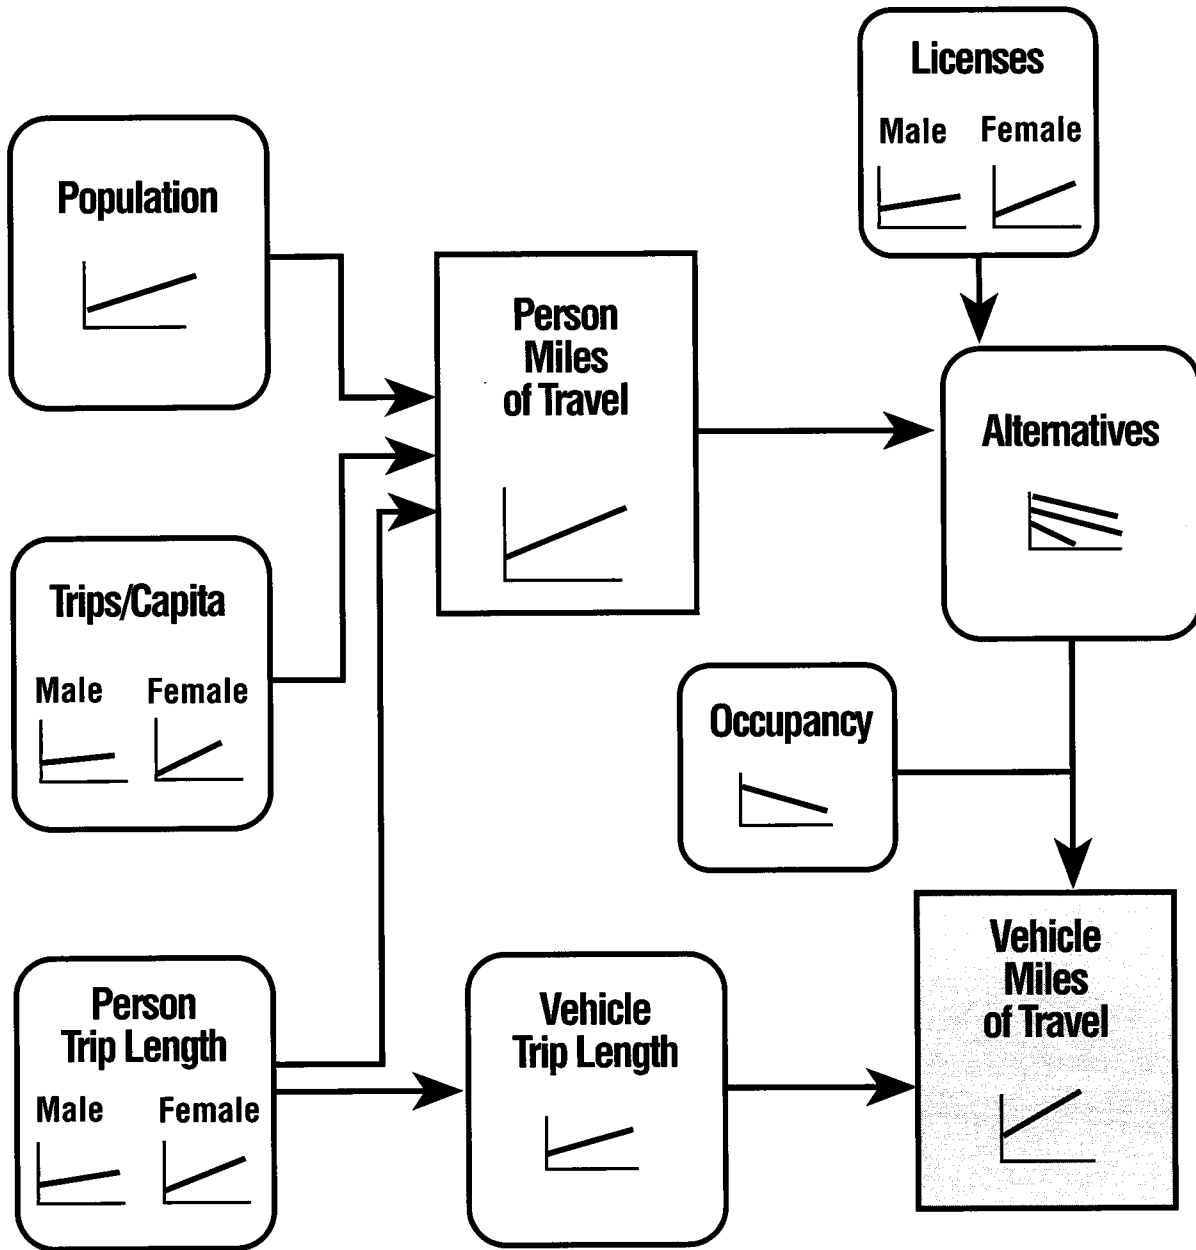 Licenses
Male Female
Population
Person
Miles
of Travel
Alternatives
Trips/Capita
Male Female
Occupancy
Person
Trip Length
Male Female
Vehicle
Trip Length
Vehicle
Miles
of Travel